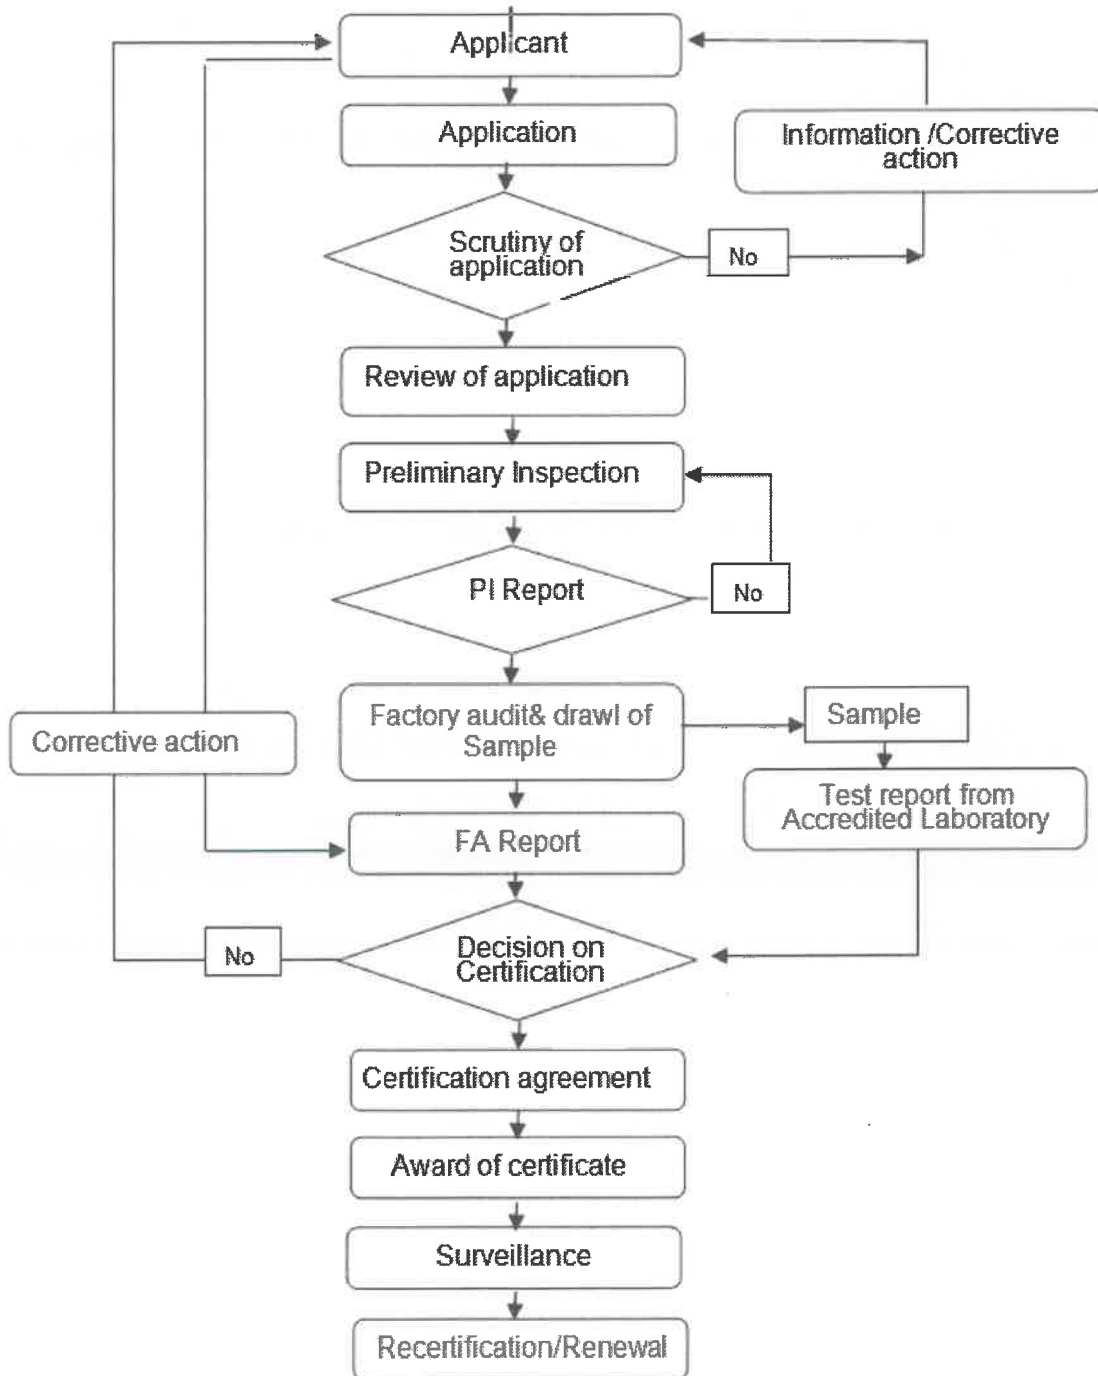 Applicant
Application
Information /Corrective
action
Scrutiny of
application
No
Review of application
Preliminary Inspection
PI Report
No
Factory audit& drawl of
Sample
Sample
Corrective action
Test report from
Accredited Laboratory
FA Report
No
Decision on
Certification
Certification agreement
Award of certificate
Surveillance
Recertification/Renewal